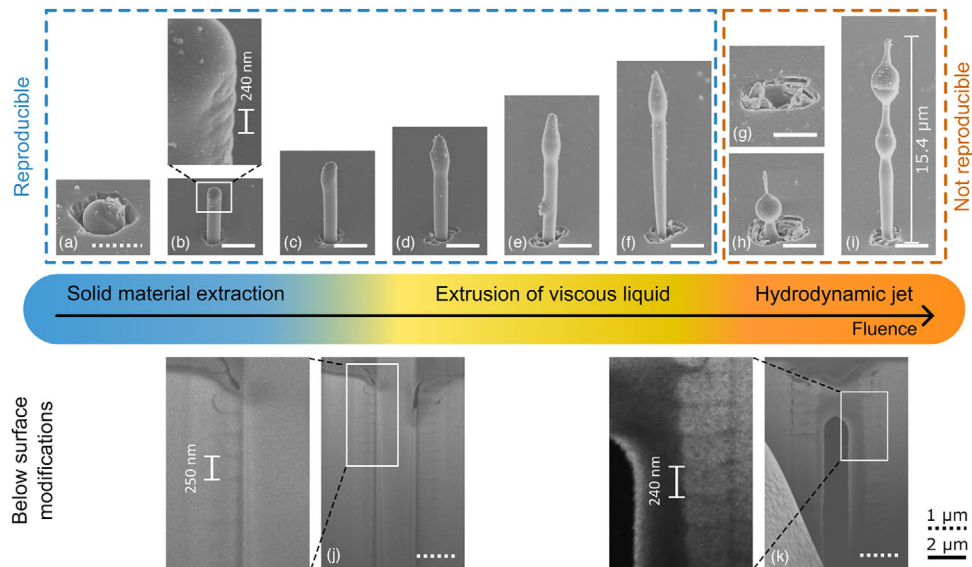 Reproducible
Not reproducible
240 nm
15.4 μm
(a)
(b)
(c)
(d)
(e)
(f)
(g)
(h)
(i)
Solid material extraction
Extrusion of viscous liquid
Hydrodynamic jet
Fluence
Below surface
modifications
250 nm
(j)
240 nm
(k)
1 μm
2 μm